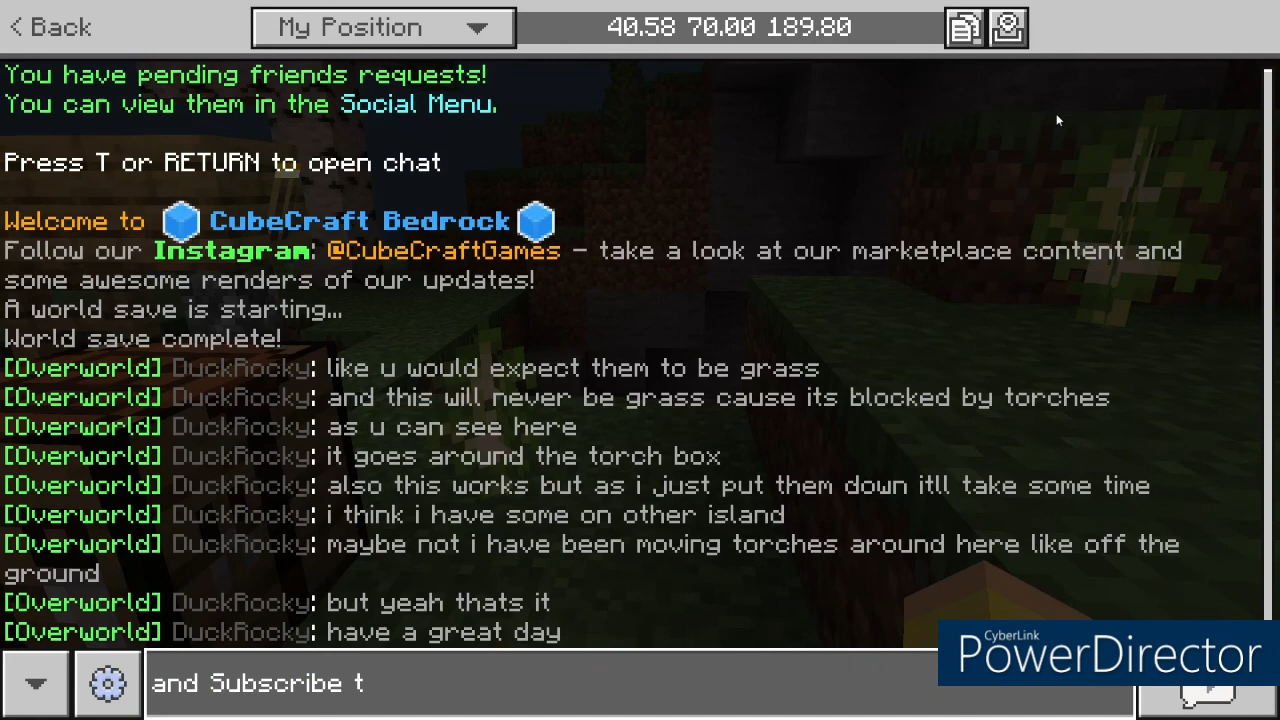 < Back
My Position
40.58 70.00 189.80
You have pending friends requests!
You can view them in the Social Menu.
Press T or RETURN to open chat
Welcome to CubeCraft Bedrock
Follow our Instagram: @CubeCraftGames - take a look at our marketplace content and
some awesome renders of our updates!
A world save is starting...
World save complete!
[Overworld] DuckRocky: like u would expect them to be grass
[Overworld] DuckRocky: and this will never be grass cause its blocked by torches
[Overworld] DuckRocky: as u can see here
[Overworld] DuckRocky: it goes around the torch box
[Overworld] DuckRocky: also this works but as i just put them down itll take some time
[Overworld] DuckRocky: i think i have some on other island
[Overworld] DuckRocky: maybe not i have been moving torches around here like off the
ground
[Overworld] DuckRocky: but yeah thats it
[Overworld] DuckRocky: have a great day
and Subscribe t
CyberLink
PowerDirector